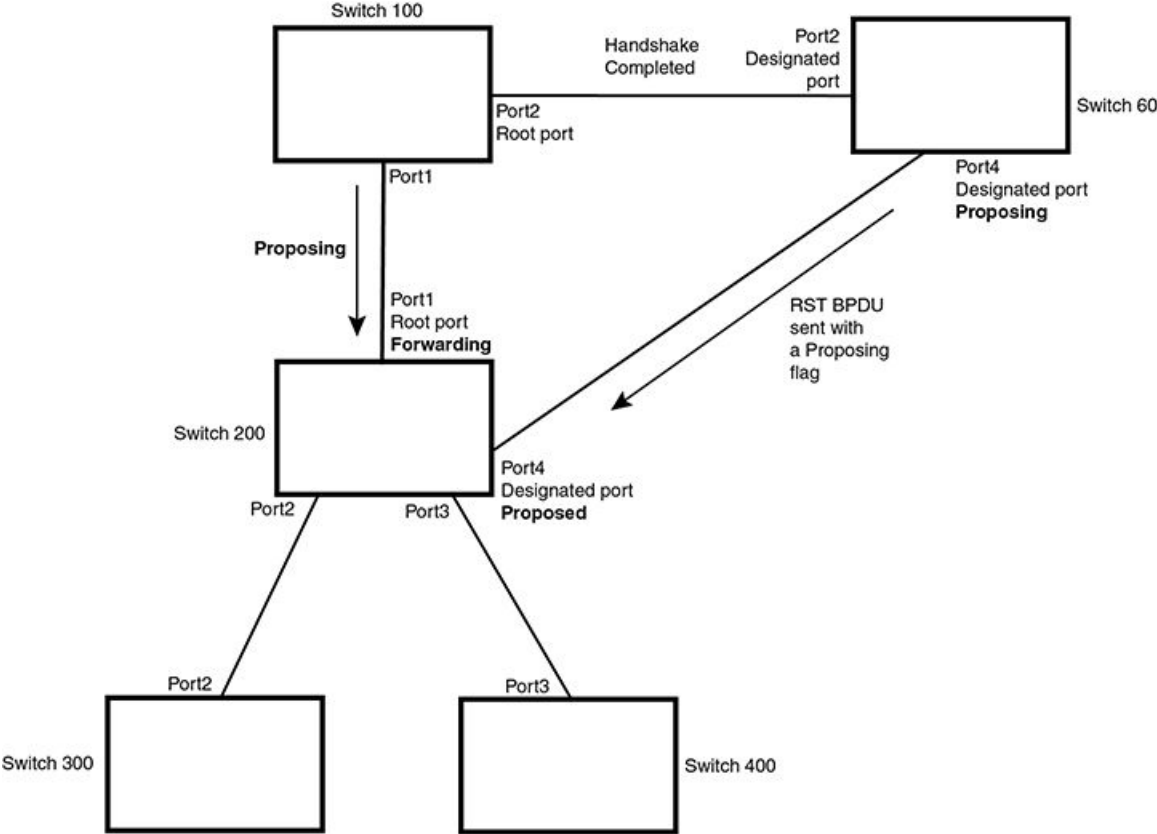 Switch 100
Handshake
Completed
Port2
Designated
port
Switch 60
Port2
Root port
Port1
Port4
Designated port
Proposing
Proposing
Port1
Root port
Forwarding
RST BPDU
sent with
a Proposing
flag
Switch 200
Port4
Designated port
Proposed
Port2
Port3
Port2
Port3
Switch 300
Switch 400